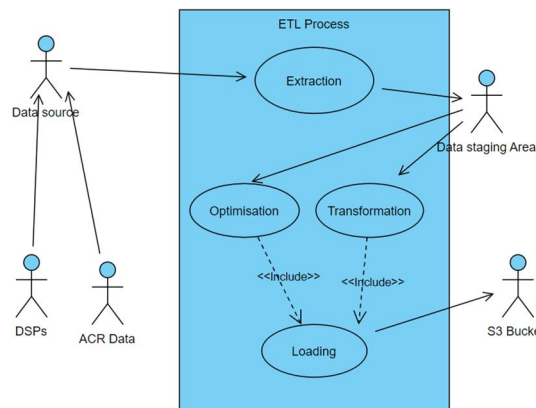 ETL Process
Extraction
Data source
Data staging Area
Optimisation
Transformation
<<Include>>
<<Include>>
DSPs
ACR Data
S3 Bucke
Loading